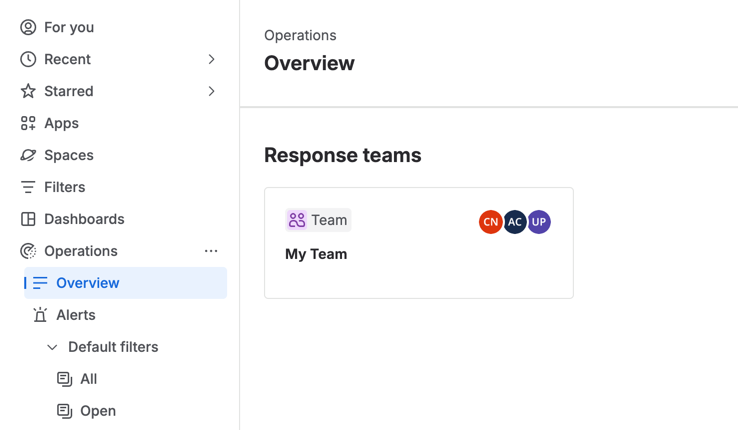 For you
Recent
Starred
Apps
Spaces
Filters
Dashboards
Operations
Overview
Alerts
Default filters
All
Open
Operations
Overview
Response teams
Team
CN AC UP
My Team